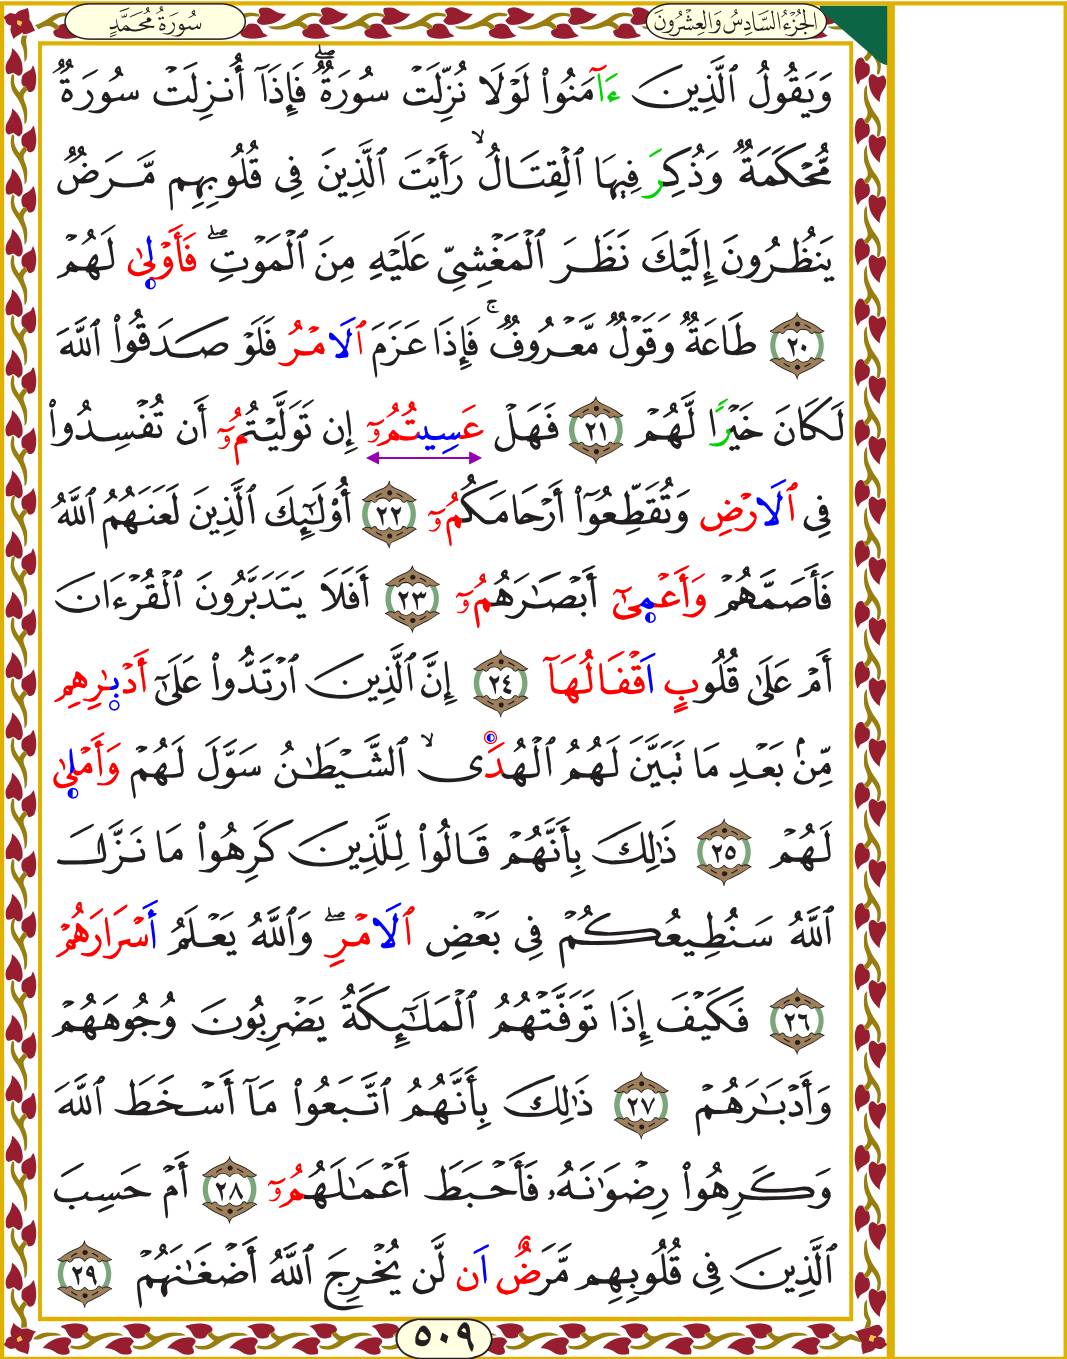 الجُزْءُ السَّادِسُ وَالعِشْرُونَ
سُورَةُ مُحَمَّدٍ
وَيَقُولُ ٱلَّذِينَ ءَآمَنُوا۟ لَوْلَا نُزِّلَتْ سُورَةٌۖ فَإِذَآ أُنزِلَتْ سُورَةٌ
مُّحْكَمَةٌ وَذُكِرَ فِيهَا ٱلْقِتَالُ ۙ رَأَيْتَ ٱلَّذِينَ فِى قُلُوبِهِم مَّرَضٌ
يَنظُرُونَ إِلَيْكَ نَظَرَ ٱلْمَغْشِىِّ عَلَيْهِ مِنَ ٱلْمَوْتِ ۖ فَأَوْلٜىٰ لَهُمْ
٢٠ طَاعَةٌ وَقَوْلٌ مَّعْرُوفٌ ۚ فَإِذَا عَزَمَ ٱلَامْرُ فَلَوْ صَدَقُوا۟ ٱللَّهَ
لَكَانَ خَيْرًا لَّهُمْ ٢١ فَهَلْ عَسِيتُمُۥٓ إِن تَوَلَّيْتُمُۥٓ أَن تُفْسِدُوا۟
فِى ٱلَارْضِ وَتُقَطِّعُوٓا۟ أَرْحَامَكُمُۥٓ ٢٢ أُو۟لَٰٓئِكَ ٱلَّذِينَ لَعَنَهُمُ ٱللَّهُ
فَأَصَمَّهُمْ وَأَعْمٜىٰٓ أَبْصَٰرَهُمُۥٓ ٢٣ أَفَلَا يَتَدَبَّرُونَ ٱلْقُرْءَانَ
أَمْ عَلَىٰ قُلُوبٍ اَقْفَالُهَآ ٢٤ إِنَّ ٱلَّذِينَ ٱرْتَدُّوا۟ عَلَىٰٓ أَدْبٰٜرِهِم
مِّنۢ بَعْدِ مَا تَبَيَّنَ لَهُمُ ٱلْهُدَى ۙ ٱلشَّيْطَٰنُ سَوَّلَ لَهُمْ وَأَمْلٜىٰ
لَهُمْ ٢٥ ذَٰلِكَ بِأَنَّهُمْ قَالُوا۟ لِلَّذِينَ كَرِهُوا۟ مَا نَزَّلَ
ٱللَّهُ سَنُطِيعُكُمْ فِى بَعْضِ ٱلَامْرِ ۖ وَٱللَّهُ يَعْلَمُ أَسْرَارَهُمْ
٢٦ فَكَيْفَ إِذَا تَوَفَّتْهُمُ ٱلْمَلَٰٓئِكَةُ يَضْرِبُونَ وُجُوهَهُمْ
وَأَدْبَٰرَهُمْ ٢٧ ذَٰلِكَ بِأَنَّهُمُ ٱتَّبَعُوا۟ مَآ أَسْخَطَ ٱللَّهَ
وَكَرِهُوا۟ رِضْوَٰنَهُۥ فَأَحْبَطَ أَعْمَٰلَهُمُۥٓ ٢٨ أَمْ حَسِبَ
ٱلَّذِينَ فِى قُلُوبِهِم مَّرَضٌ اَن لَّن يُخْرِجَ ٱللَّهُ أَضْغَٰنَهُمْ ٢٩
٥٠٩